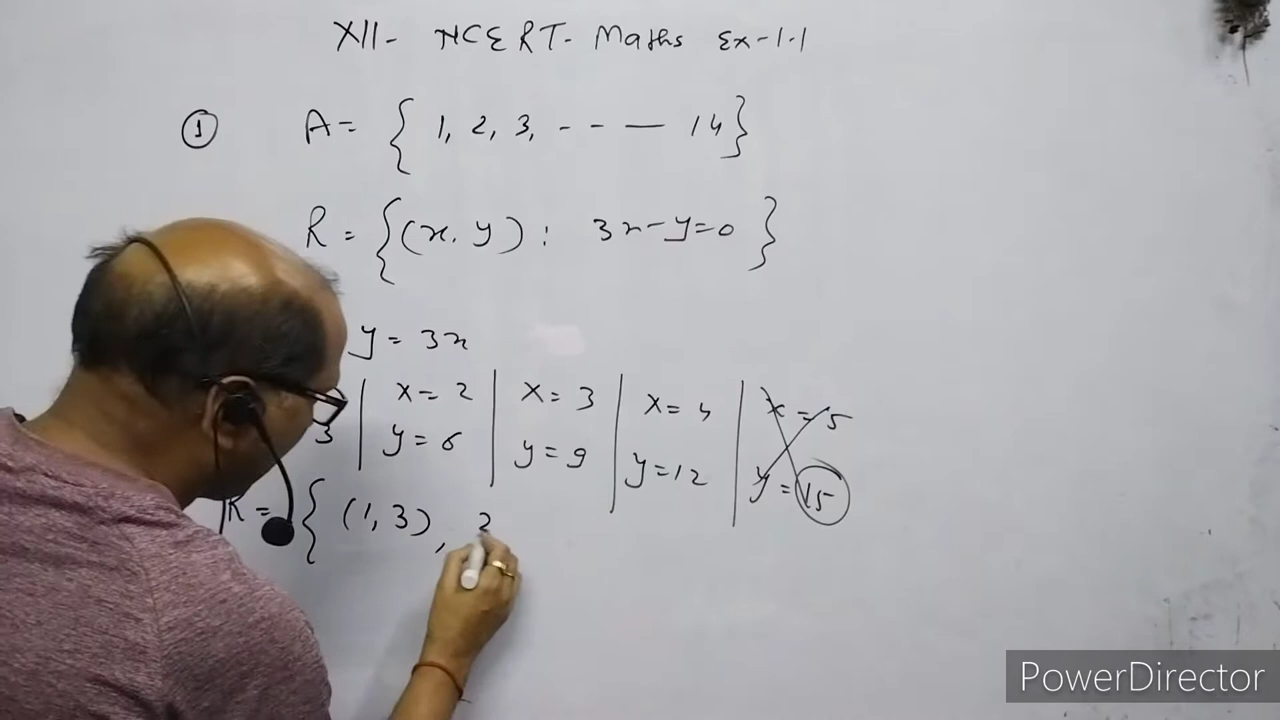 XII- NCERT- Maths Ex-1.1
① A = { 1, 2, 3, - - — 14 }
R = { (x, y) : 3x-y=0 }
y = 3x
3 | x = 2 | x = 3 | x = 4 | x = 5
y = 6 | y = 9 | y = 12 | y = 15
R = { (1, 3), 2
PowerDirector